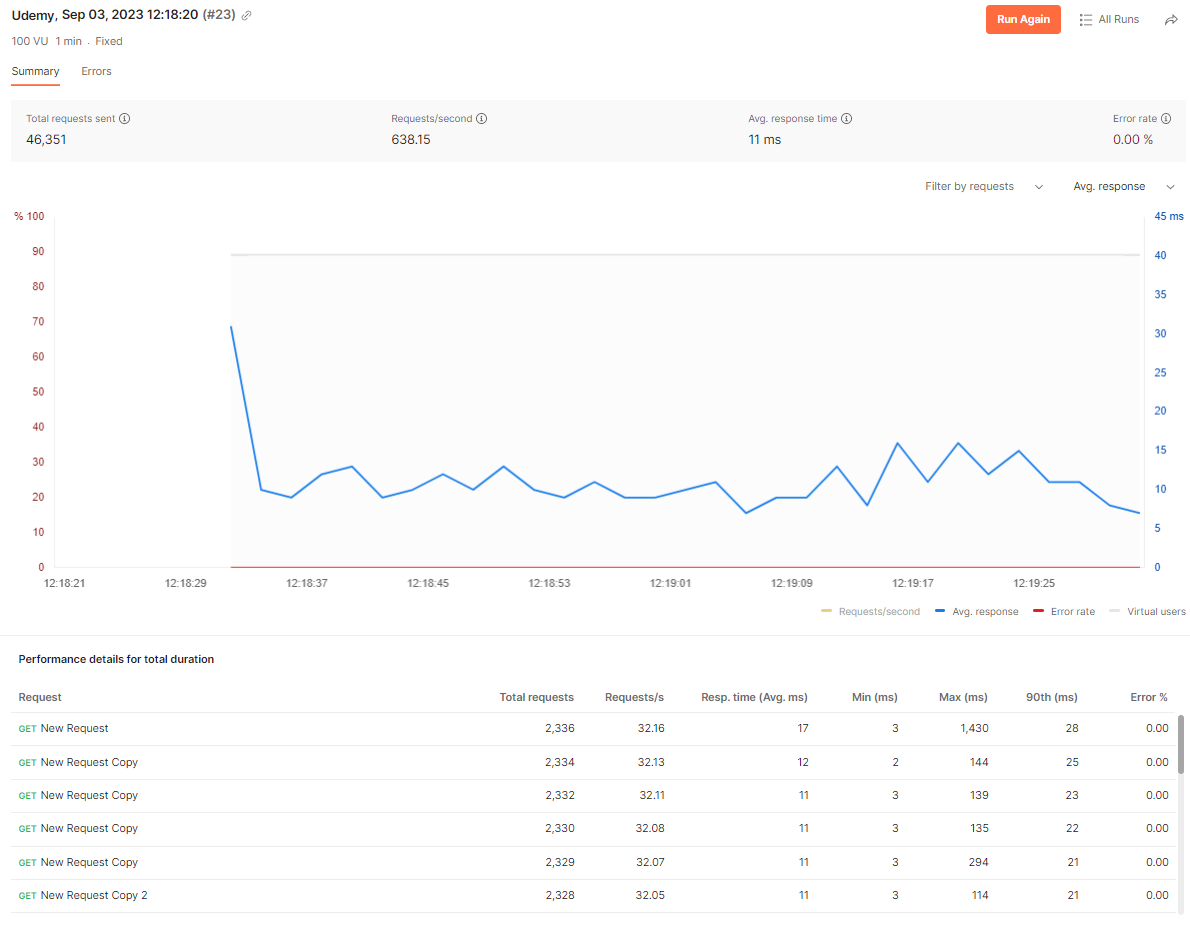 Udemy, Sep 03, 2023 12:18:20 (#23)
Run Again
All Runs
100 VU 1 min . Fixed
Summary Errors
Total requests sent Requests/second Avg. response time Error rate
46,351 638.15 11 ms 0.00 %
Filter by requests Avg. response
% 100 45 ms
90 40
80 35
70 30
60 25
50 20
40 15
30 10
20 5
10 0
0
12:18:21 12:18:29 12:18:37 12:18:45 12:18:53 12:19:01 12:19:09 12:19:17 12:19:25
Requests/second Avg. response Error rate Virtual users
Performance details for total duration
Request Total requests Requests/s Resp. time (Avg. ms) Min (ms) Max (ms) 90th (ms) Error %
GET New Request 2,336 32.16 17 3 1,430 28 0.00
GET New Request Copy 2,334 32.13 12 2 144 25 0.00
GET New Request Copy 2,332 32.11 11 3 139 23 0.00
GET New Request Copy 2,330 32.08 11 3 135 22 0.00
GET New Request Copy 2,329 32.07 11 3 294 21 0.00
GET New Request Copy 2 2,328 32.05 11 3 114 21 0.00